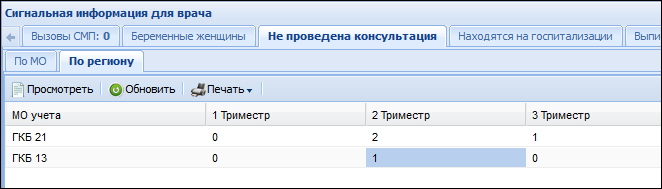 Сигнальная информация для врача
Вызовы СМП: 0 Беременные женщины Не проведена консультация Находятся на госпитализации
По МО По региону
Просмотреть Обновить Печать
МО учета 1 Триместр 2 Триместр 3 Триместр
ГКБ 21 0 2 1
ГКБ 13 0 1 0